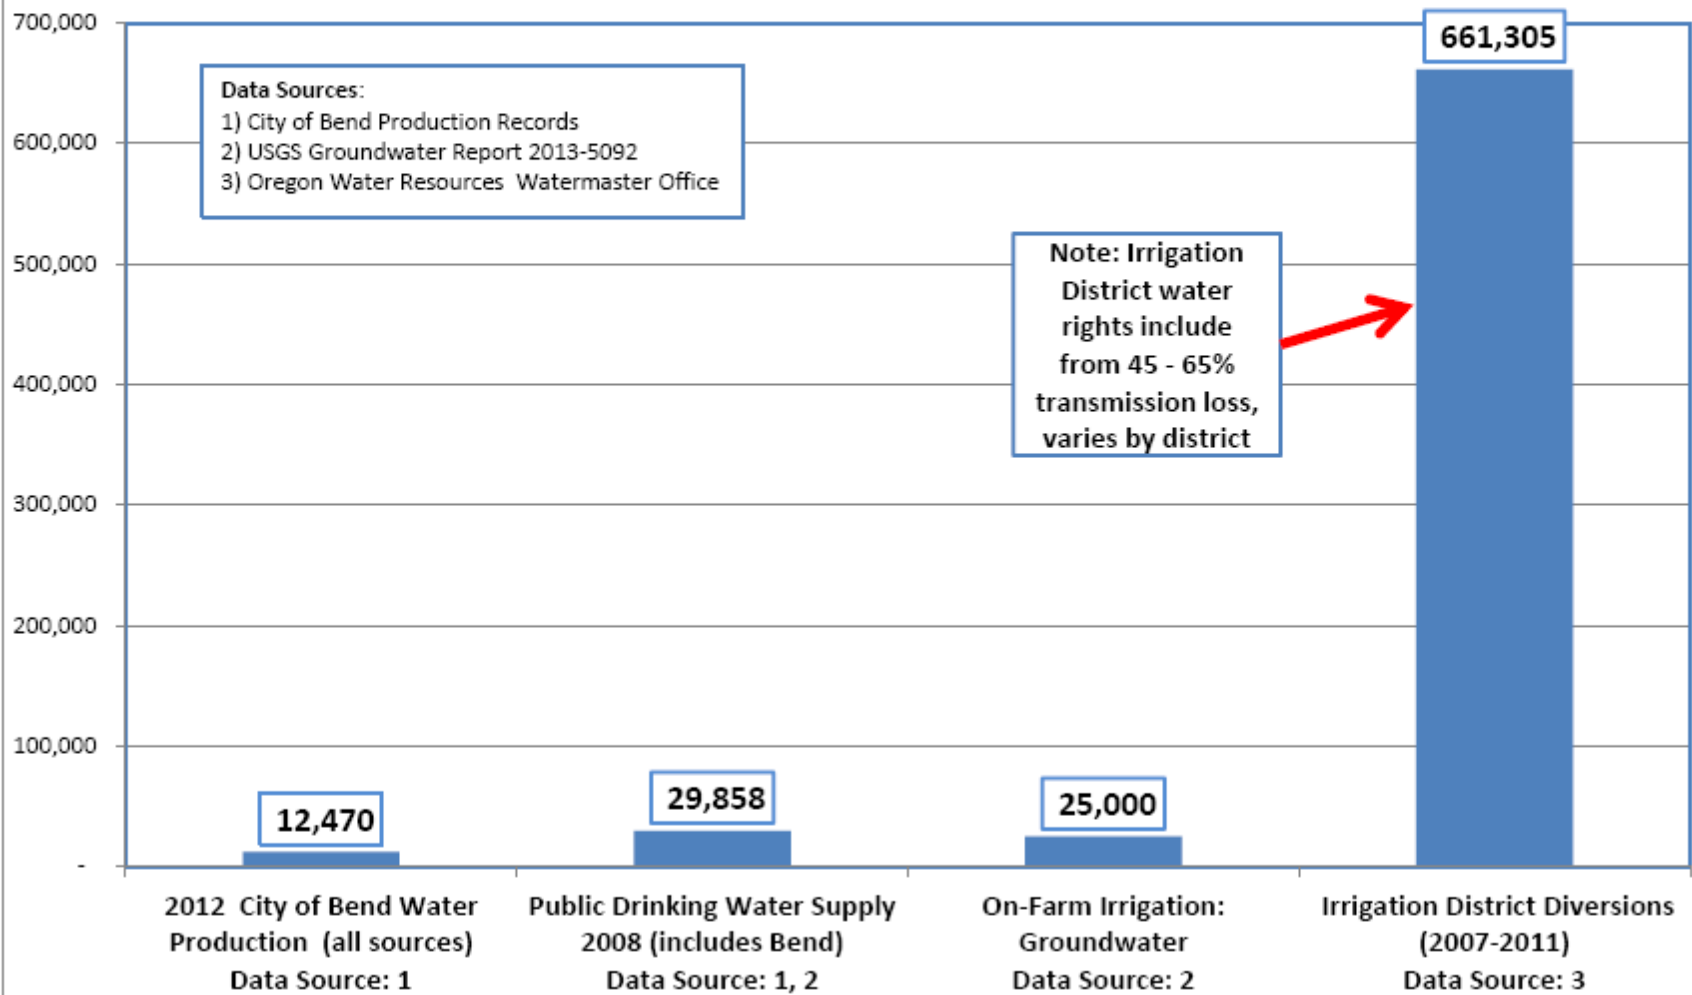 700,000
600,000
500,000
400,000
300,000
200,000
100,000
-
Data Sources:
1) City of Bend Production Records
2) USGS Groundwater Report 2013-5092
3) Oregon Water Resources  Watermaster Office
661,305
Note: Irrigation
District water
rights include
from 45 - 65%
transmission loss,
varies by district
12,470
29,858
25,000
2012  City of Bend Water
Production  (all sources)
Data Source: 1
Public Drinking Water Supply
2008 (includes Bend)
Data Source: 1, 2
On-Farm Irrigation:
Groundwater
Data Source: 2
Irrigation District Diversions
(2007-2011)
Data Source: 3